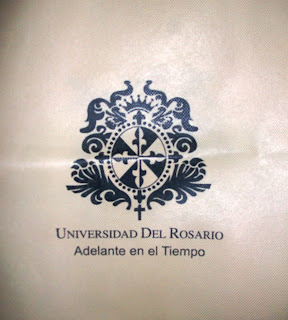 UNIVERSIDAD DEL ROSARIO
Adelante en el Tiempo